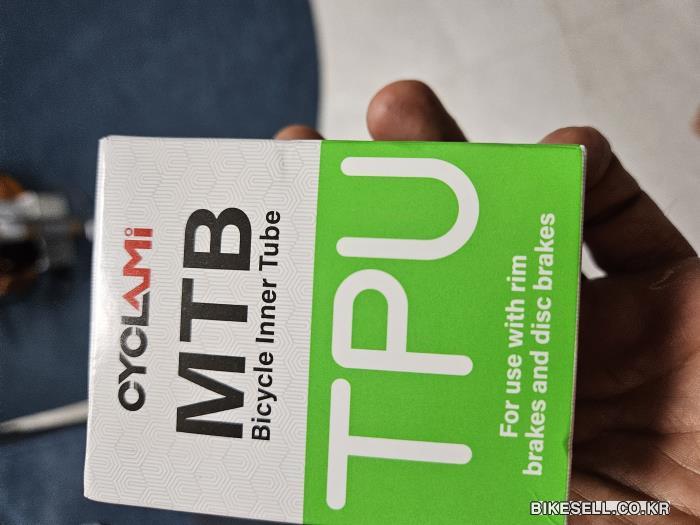 CYCLAMi
MTB
Bicycle Inner Tube
TPU
For use with rim
brakes and disc brakes
BIKESELL.CO.KR